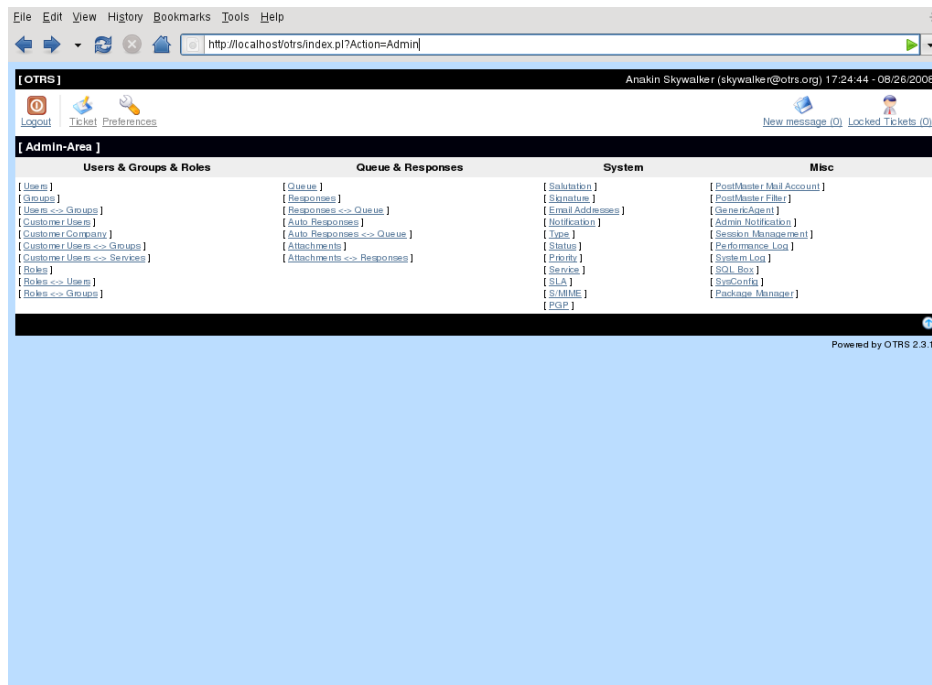 File Edit View History Bookmarks Tools Help
http://localhost/otrs/index.pl?Action=Admin
[ OTRS ]
Anakin Skywalker (skywalker@otrs.org) 17:24:44 - 08/26/2008
Logout Ticket Preferences
New message (0) Locked Tickets (0)
[ Admin-Area ]
Users & Groups & Roles
[ Users ]
[ Groups ]
[ Users <-> Groups ]
[ Customer Users ]
[ Customer Company ]
[ Customer Users <-> Groups ]
[ Customer Users <-> Services ]
[ Roles ]
[ Roles <-> Users ]
[ Roles <-> Groups ]
Queue & Responses
[ Queue ]
[ Responses ]
[ Responses <-> Queue ]
[ Auto Responses ]
[ Auto Responses <-> Queue ]
[ Attachments ]
[ Attachments <-> Responses ]
System
[ Salutation ]
[ Signature ]
[ Email Addresses ]
[ Notification ]
[ Type ]
[ Status ]
[ Priority ]
[ Service ]
[ SLA ]
[ S/MIME ]
[ PGP ]
Misc
[ PostMaster Mail Account ]
[ PostMaster Filter ]
[ GenericAgent ]
[ Admin Notification ]
[ Session Management ]
[ Performance Log ]
[ System Log ]
[ SQL Box ]
[ SysConfig ]
[ Package Manager ]
Powered by OTRS 2.3.1